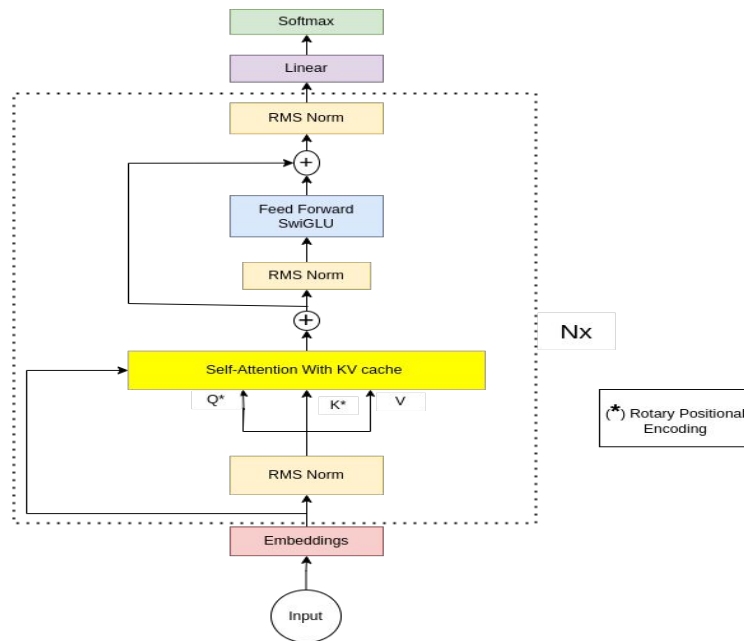 Softmax
Linear
RMS Norm
+
Feed Forward
SwiGLU
RMS Norm
+
Nx
Self-Attention With KV cache
Q*
K*
V
(*) Rotary Positional
Encoding
RMS Norm
Embeddings
Input